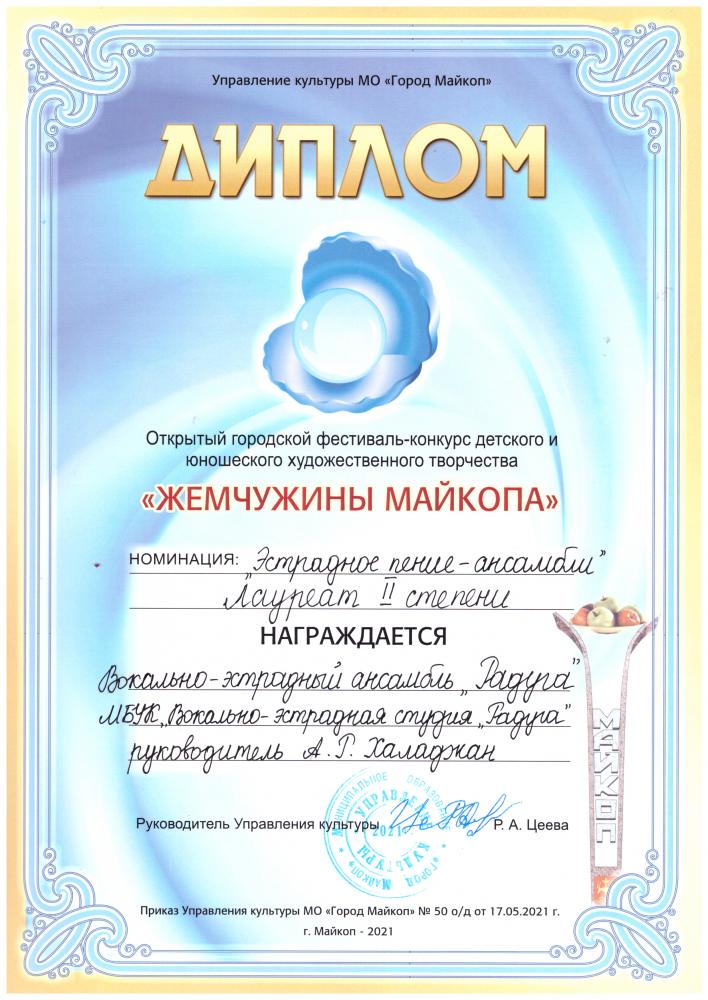 Управление культуры МО «Город Майкоп»
ДИПЛОМ
Открытый городской фестиваль-конкурс детского и
юношеского художественного творчества
«ЖЕМЧУЖИНЫ МАЙКОПА»
НОМИНАЦИЯ: „Эстрадное пение-ансамбли"
Лауреат II степени
НАГРАЖДАЕТСЯ
Вокально-эстрадный ансамбль „Радуга"
МБУК „Вокально-эстрадная студия „Радуга"
руководитель А.Г. Халаджан
МАЙКОП
Руководитель Управления культуры Р. А. Цеева
МУНИЦИПАЛЬНОЕ ОБРАЗОВАНИЕ «ГОРОД МАЙКОП»
УПРАВЛЕНИЕ КУЛЬТУРЫ
2021
Приказ Управления культуры МО «Город Майкоп» № 50 о/д от 17.05.2021 г.
г. Майкоп - 2021